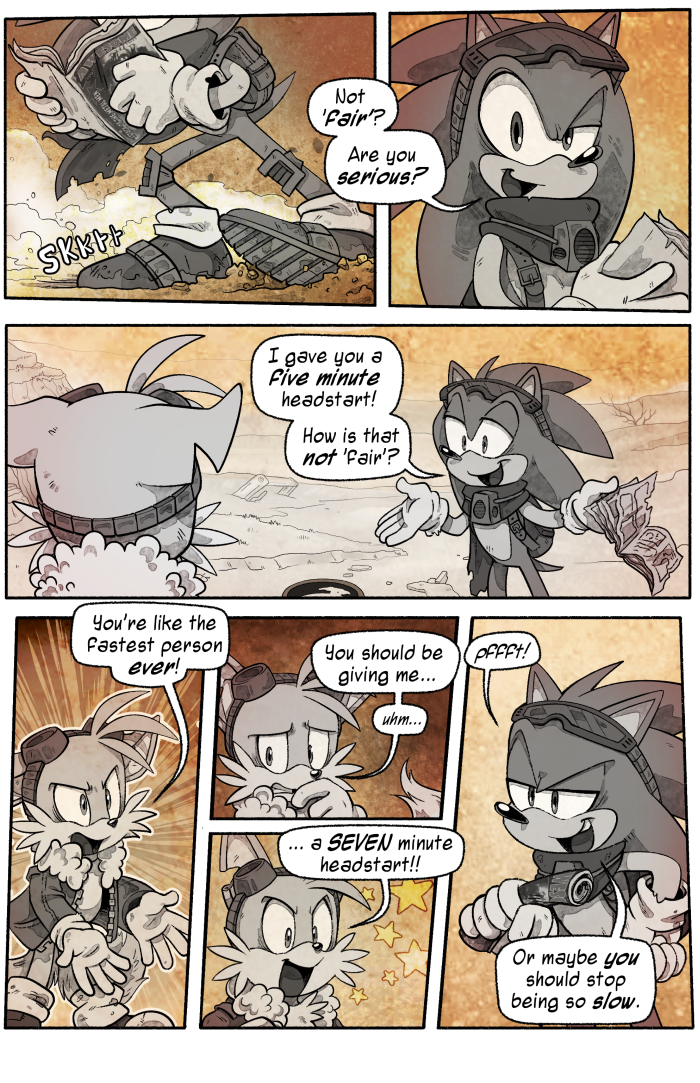 SKKtt
Not
'fair'?
Are you
serious?
I gave you a
five minute
headstart!
How is that
not 'fair'?
You're like the
fastest person
ever!
You should be
giving me...
uhm...
... a SEVEN minute
headstart!!
pffft!
Or maybe you
should stop
being so slow.